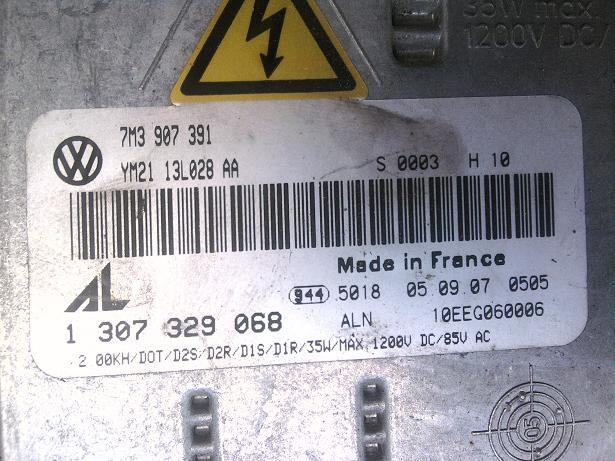 35W max.
1200V DC/
7M3 907 391
YM21 13L028 AA
S 0003 H 10
Made in France
944 5018 05.09.07 0505
AL
1 307 329 068 ALN 10EEG060006
2 00KH/DOT/D2S/D2R/D1S/D1R/35W/MAX 1200V DC/85V AC
05